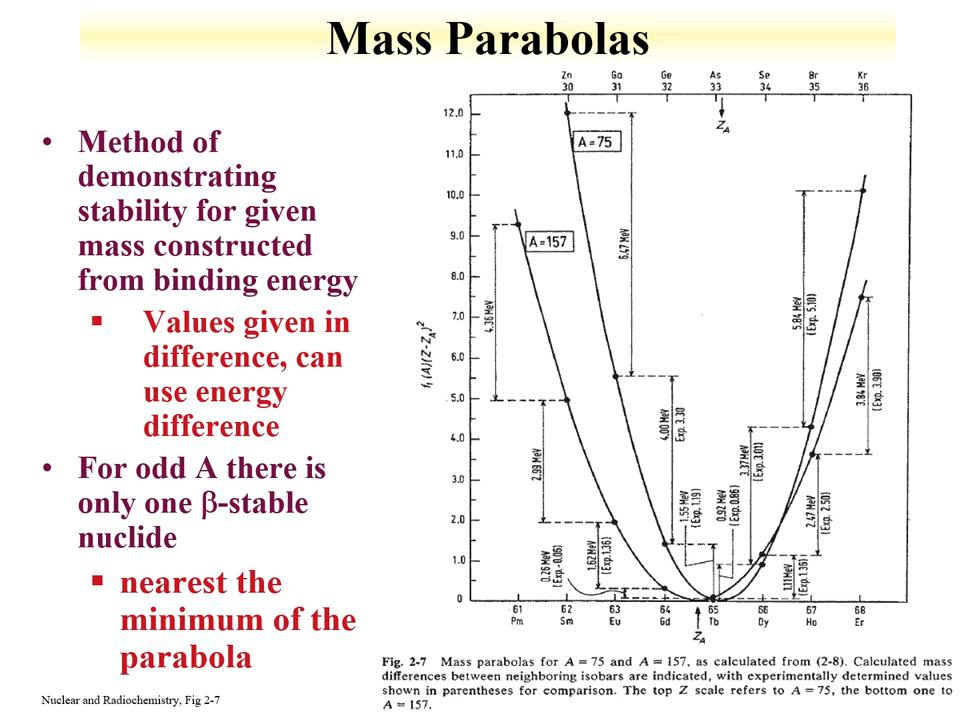 Mass Parabolas
• Method of
demonstrating
stability for given
mass constructed
from binding energy
▪ Values given in
difference, can
use energy
difference
• For odd A there is
only one β-stable
nuclide
▪ nearest the
minimum of the
parabola
Nuclear and Radiochemistry, Fig 2-7
Zn Ga Ge As Se Br Kr
30 31 32 33 34 35 36
Z_A
12.0
11.0
10.0
9.0
8.0
7.0
6.0
5.0
4.0
3.0
2.0
1.0
0
f₁(A)(Z-Z_A)²
A=75
A=157
6.47 MeV
4.36 MeV
5.84 MeV
(Exp. 5.10)
3.84 MeV
(Exp. 3.90)
4.00 MeV
Exp. 3.30
2.99 MeV
3.37 MeV
(Exp. 3.01)
1.55 MeV
(Exp. 1.19)
0.92 MeV
(Exp. 0.86)
2.47 MeV
(Exp. 2.50)
0.26 MeV
(Exp.-0.06)
1.62 MeV
(Exp. 1.36)
1.11 MeV
(Exp. 1.36)
61 62 63 64 65 66 67 68
Pm Sm Eu Gd Tb Dy Ho Er
Z_A
Fig. 2-7 Mass parabolas for A = 75 and A = 157, as calculated from (2-8). Calculated mass
differences between neighboring isobars are indicated, with experimentally determined values
shown in parentheses for comparison. The top Z scale refers to A = 75, the bottom one to
A = 157.